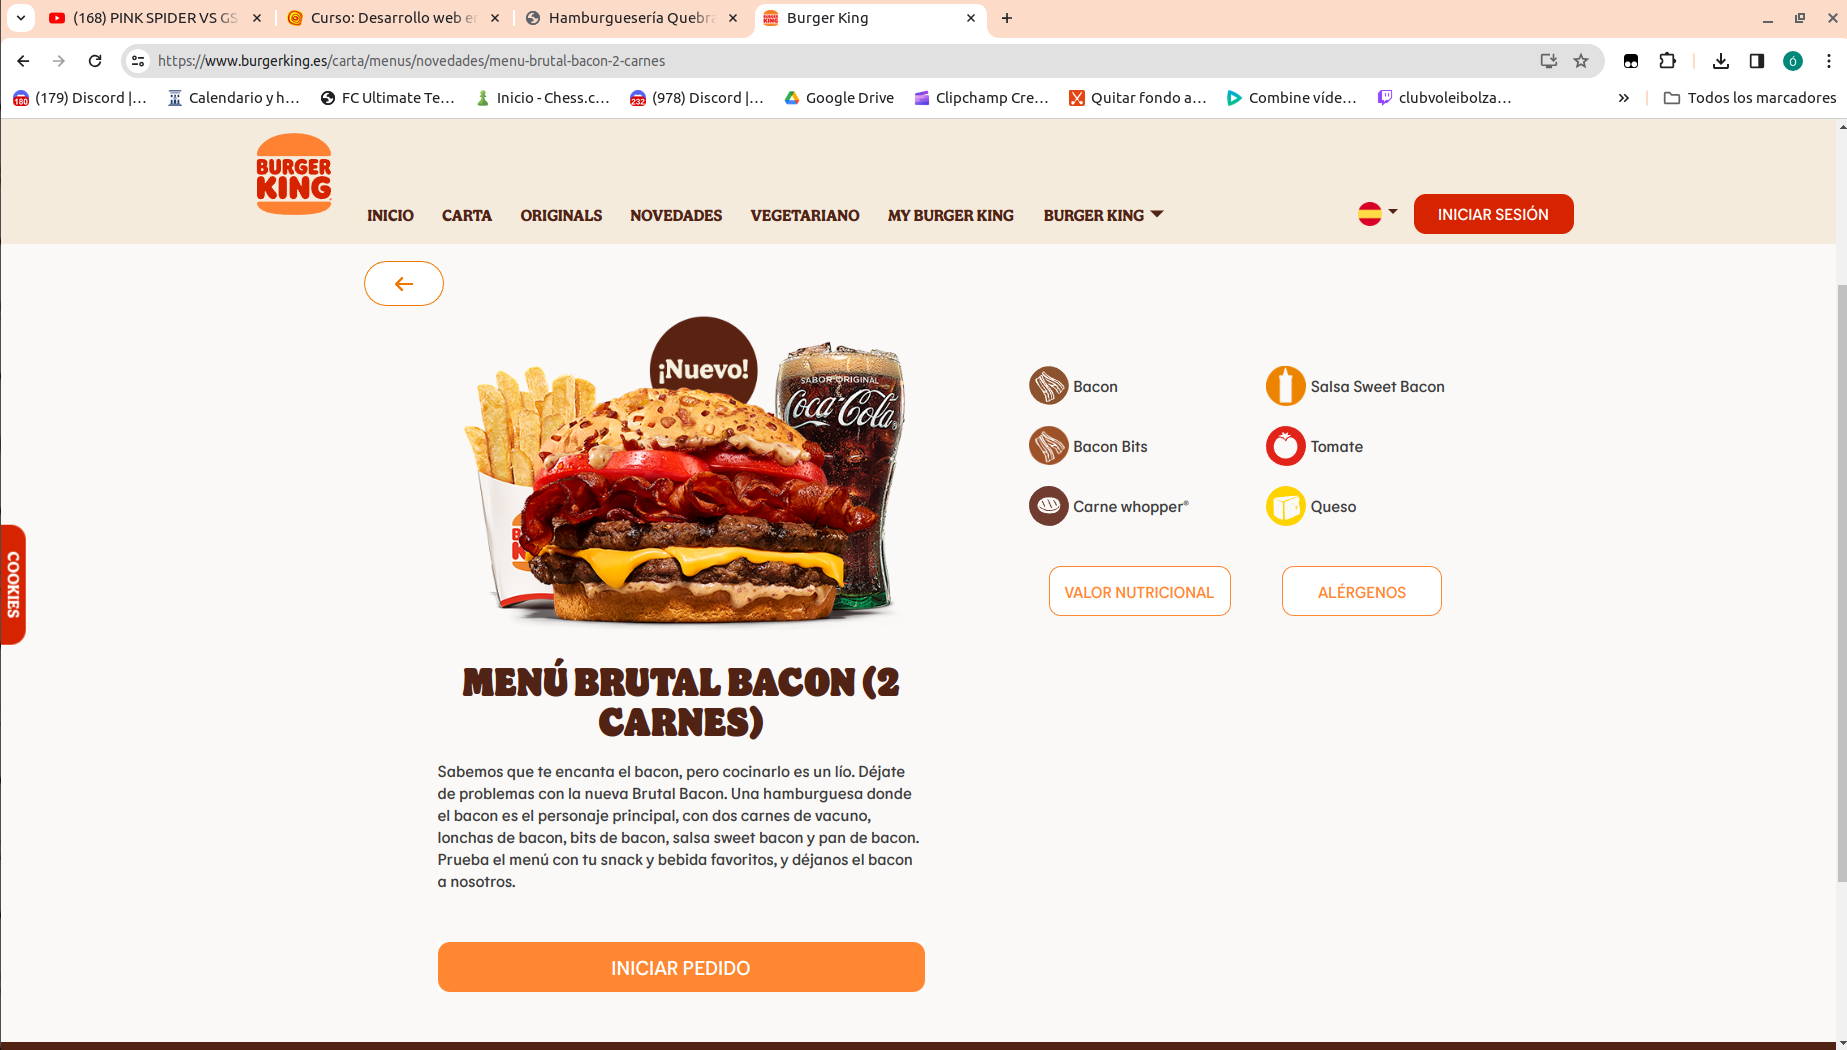 (168) PINK SPIDER VS GS
Curso: Desarrollo web en
Hamburguesería Quebra
Burger King
https://www.burgerking.es/carta/menus/novedades/menu-brutal-bacon-2-carnes
180
(179) Discord |...
Calendario y h...
FC Ultimate Te...
Inicio - Chess.c...
232
(978) Discord |...
Google Drive
Clipchamp Cre...
Quitar fondo a...
Combine víde...
clubvoleibolza...
»
Todos los marcadores
BURGER
KING
INICIO
CARTA
ORIGINALS
NOVEDADES
VEGETARIANO
MY BURGER KING
BURGER KING
INICIAR SESIÓN
¡Nuevo!
SABOR ORIGINAL
Coca-Cola
Bacon
Salsa Sweet Bacon
Bacon Bits
Tomate
Carne whopper®
Queso
VALOR NUTRICIONAL
ALÉRGENOS
COOKIES
MENÚ BRUTAL BACON (2
CARNES)
Sabemos que te encanta el bacon, pero cocinarlo es un lío. Déjate
de problemas con la nueva Brutal Bacon. Una hamburguesa donde
el bacon es el personaje principal, con dos carnes de vacuno,
lonchas de bacon, bits de bacon, salsa sweet bacon y pan de bacon.
Prueba el menú con tu snack y bebida favoritos, y déjanos el bacon
a nosotros.
INICIAR PEDIDO